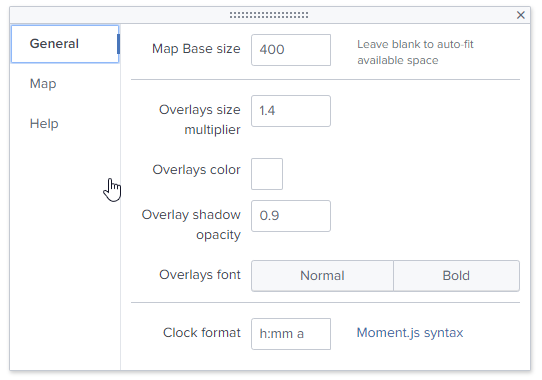 General
Map
Help
Map Base size 400 Leave blank to auto-fit
available space
Overlays size
multiplier 1.4
Overlays color
Overlay shadow
opacity 0.9
Overlays font Normal Bold
Clock format h:mm a Moment.js syntax